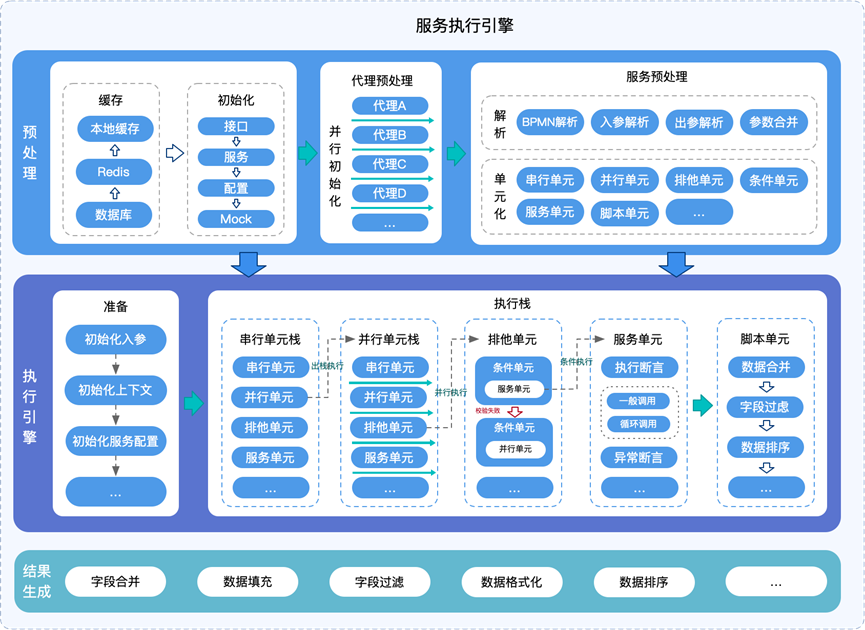 服务执行引擎
预处理
缓存
本地缓存
Redis
数据库
初始化
接口
服务
配置
Mock
代理预处理
并行初始化
代理A
代理B
代理C
代理D
...
服务预处理
解析
BPMN解析
入参解析
出参解析
参数合并
单元化
串行单元
并行单元
排他单元
条件单元
服务单元
脚本单元
...
执行引擎
准备
初始化入参
初始化上下文
初始化服务配置
...
执行栈
串行单元栈
串行单元
并行单元
排他单元
服务单元
...
出栈执行
并行单元栈
串行单元
并行单元
排他单元
服务单元
...
并行执行
排他单元
条件单元
服务单元
校验失败
条件单元
并行单元
...
条件执行
服务单元
执行断言
一般调用
循环调用
异常断言
...
脚本单元
数据合并
字段过虑
数据排序
...
结果
生成
字段合并
数据填充
字段过滤
数据格式化
数据排序
...